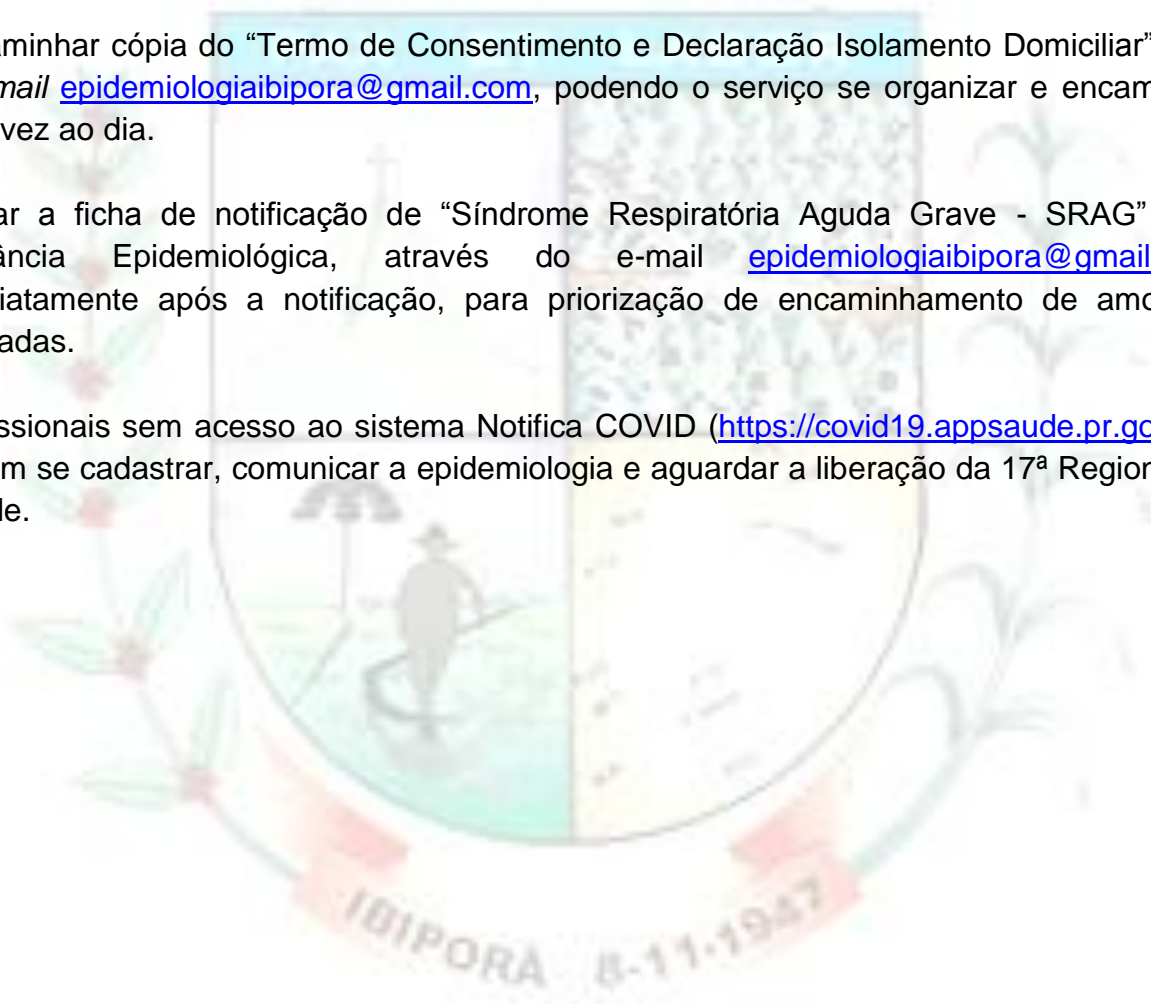 aminhar cópia do “Termo de Consentimento e Declaração Isolamento Domiciliar”
mail epidemiologiaibipora@gmail.com, podendo o serviço se organizar e encam
vez ao dia.
ar a ficha de notificação de “Síndrome Respiratória Aguda Grave - SRAG”
ância Epidemiológica, através do e-mail epidemiologiaibipora@gmail
iatamente após a notificação, para priorização de encaminhamento de amo
adas.
issionais sem acesso ao sistema Notifica COVID (https://covid19.appsaude.pr.go
m se cadastrar, comunicar a epidemiologia e aguardar a liberação da 17ª Region
de.
IBIPORÃ 8-11-1947